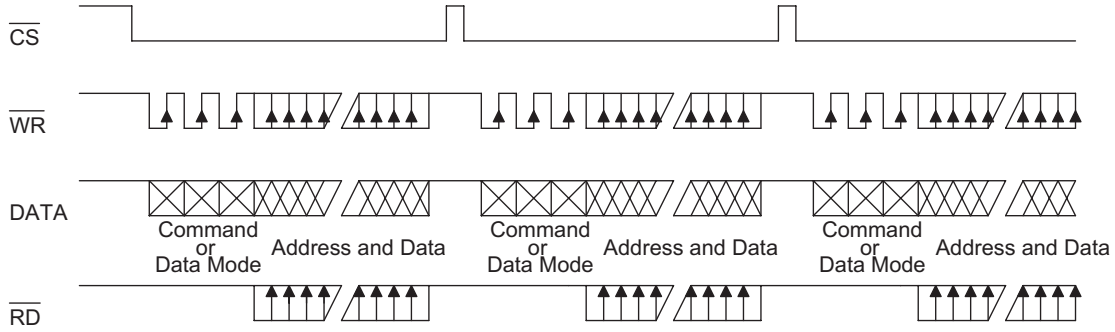 CS
WR
DATA
Command
or
Data Mode
Address and Data
Command
or
Data Mode
Address and Data
Command
or
Data Mode
Address and Data
RD